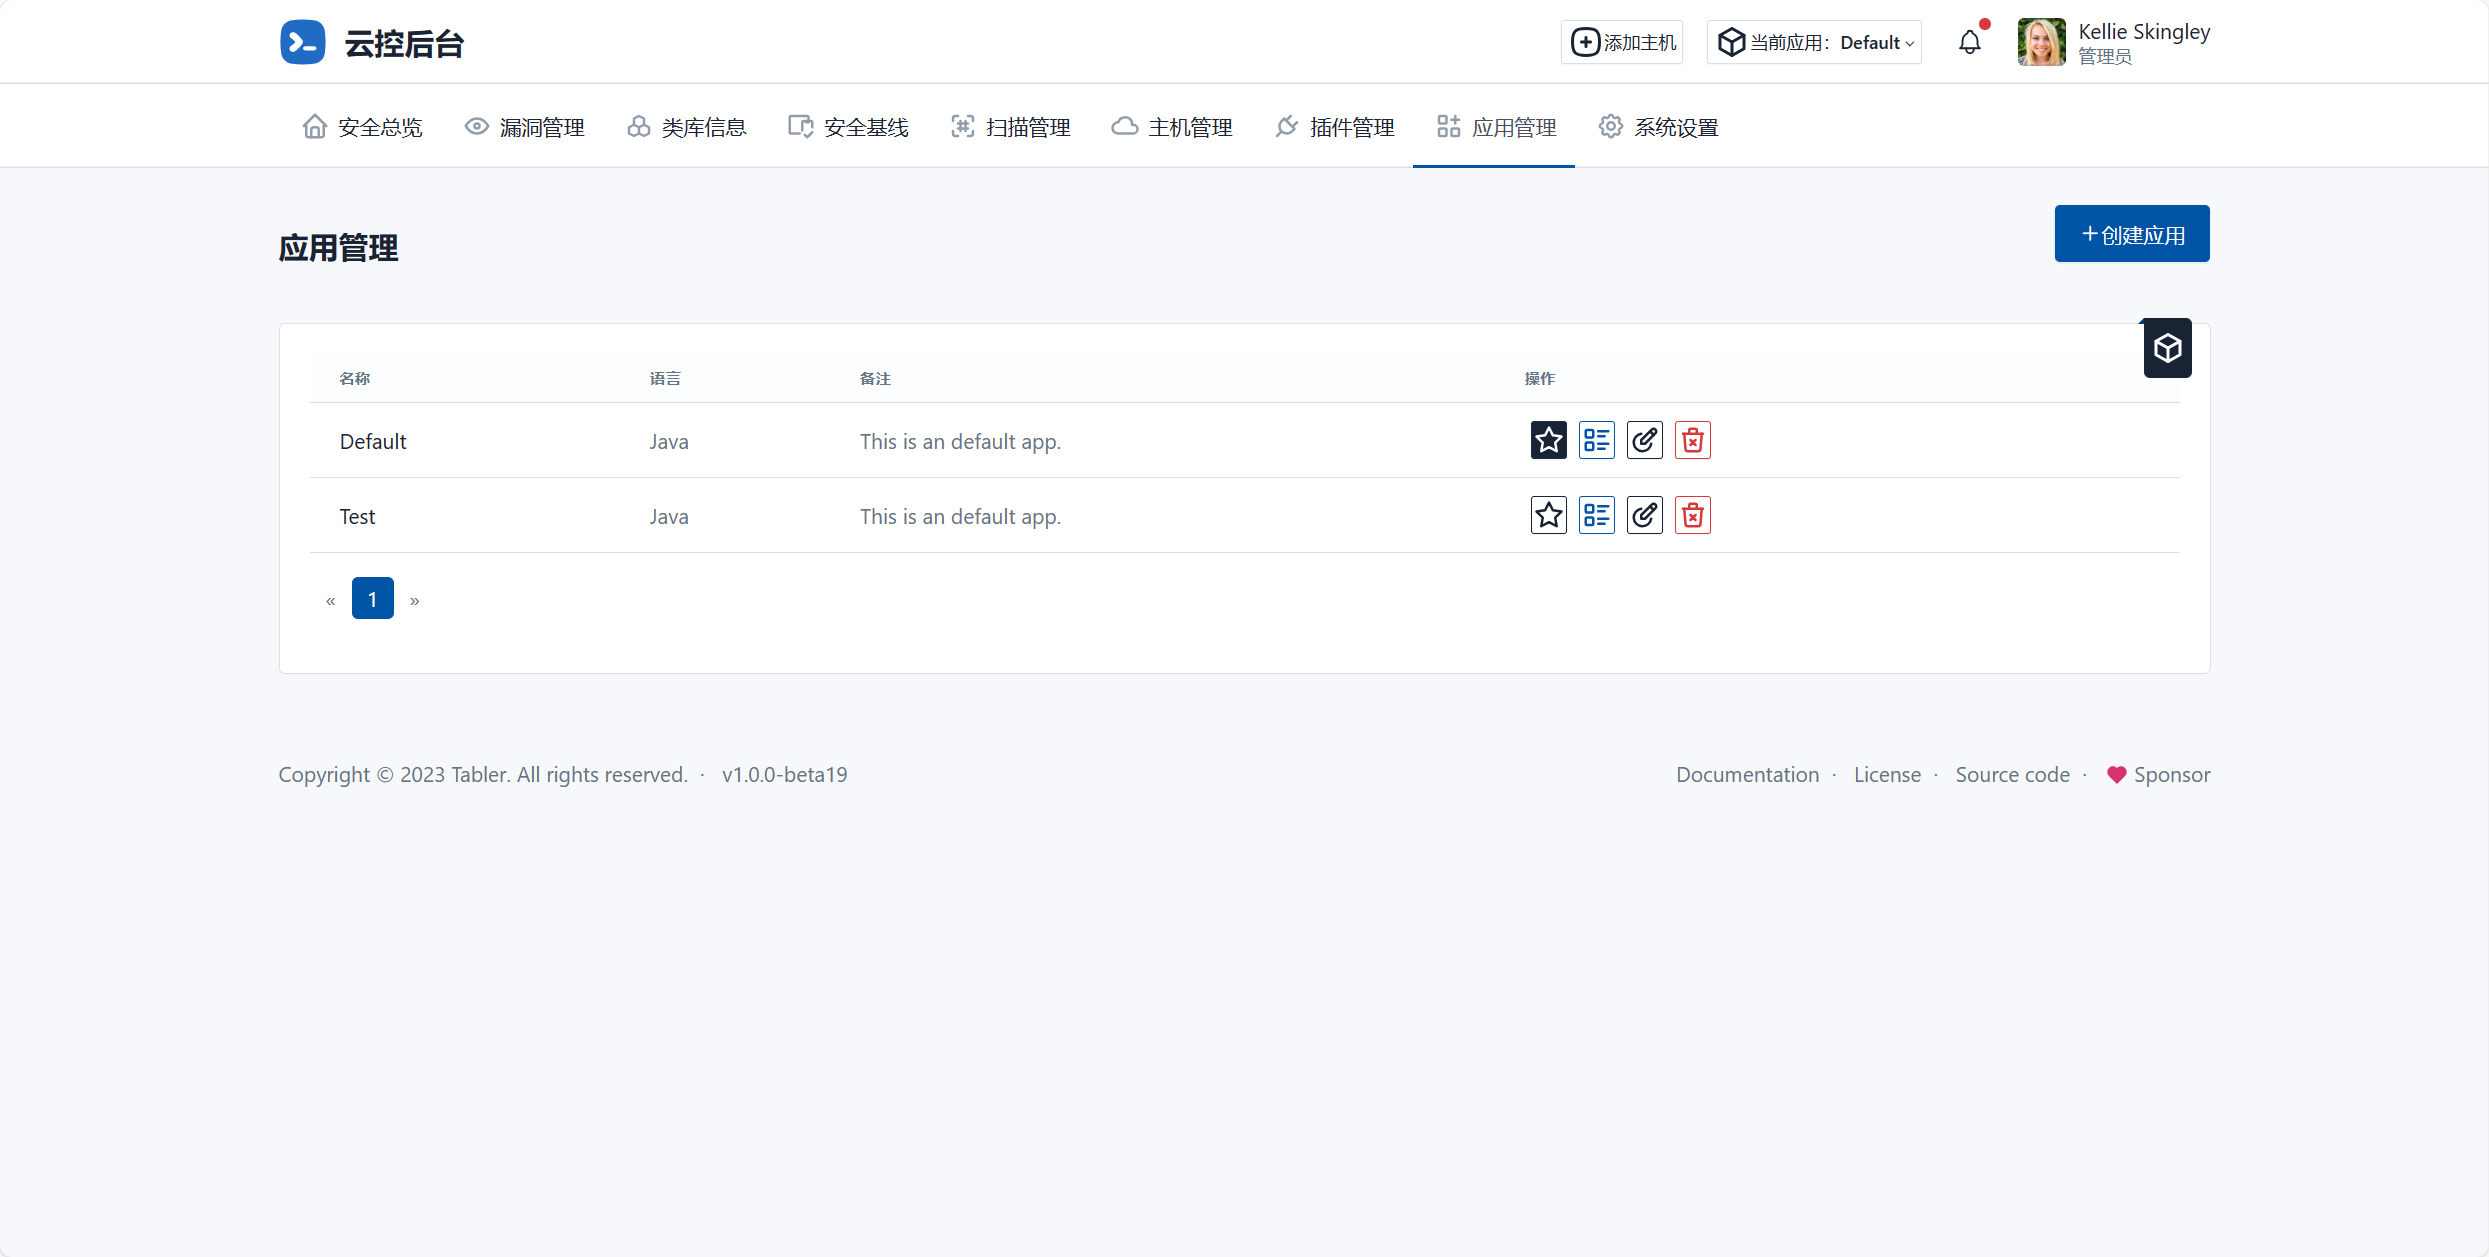 云控后台
添加主机
当前应用：Default
Kellie Skingley
管理员
安全总览 漏洞管理 类库信息 安全基线 扫描管理 主机管理 插件管理 应用管理 系统设置
应用管理
+创建应用
名称 语言 备注 操作
Default Java This is an default app.
Test Java This is an default app.
« 1 »
Copyright © 2023 Tabler. All rights reserved. · v1.0.0-beta19
Documentation · License · Source code · Sponsor